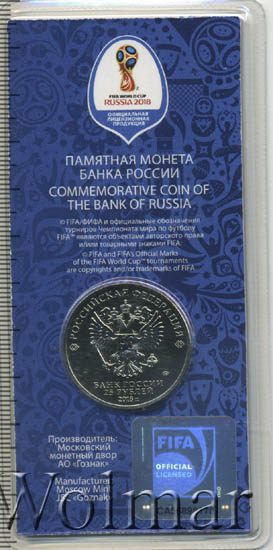 FIFA WORLD CUP
RUSSIA 2018
ОФИЦИАЛЬНАЯ
ЛИЦЕНЗИОННАЯ
ПРОДУКЦИЯ
ПАМЯТНАЯ МОНЕТА
БАНКА РОССИИ
COMMEMORATIVE COIN OF
THE BANK OF RUSSIA
© FIFA/ФИФА и официальные обозначения
турниров Чемпионата мира по футболу
FIFA™ являются объектами авторского права
и/или товарными знаками FIFA.
© FIFA and FIFA's Official Marks
of the FIFA World Cup™ tournaments
are copyrights and/or trademarks of FIFA.
РОССИЙСКАЯ ФЕДЕРАЦИЯ
БАНК РОССИИ
25 РУБЛЕЙ
2018 г.
Производитель:
Московский
монетный двор
АО «Гознак»
Manufacturer:
Moscow Mint
JSC «Goznak»
FIFA
OFFICIAL
LICENSED
Wolmar